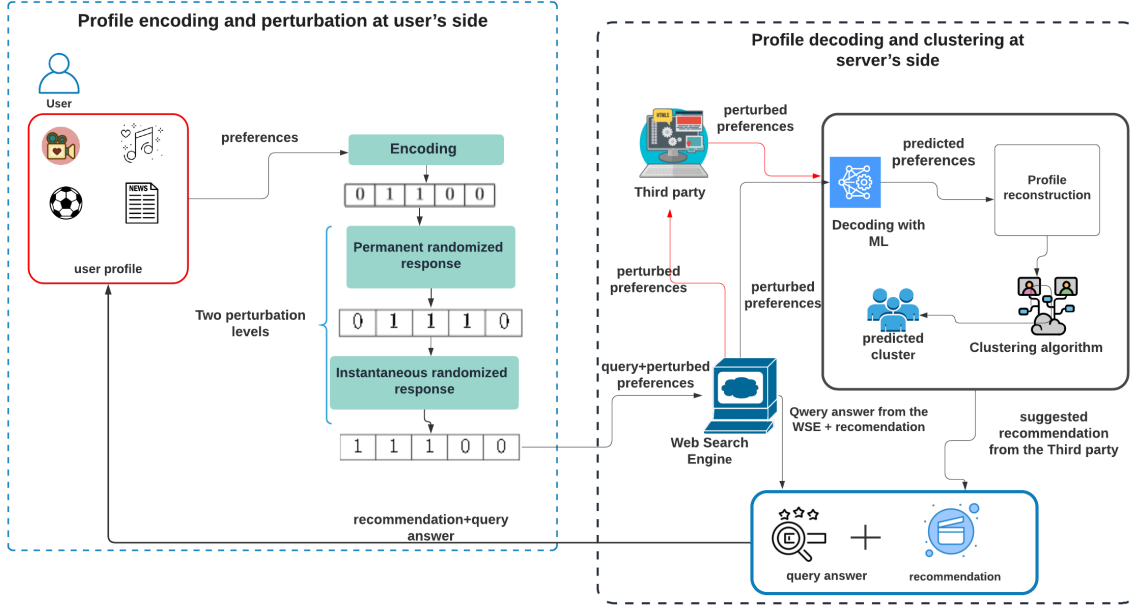 Profile encoding and perturbation at user's side
User
NEWS
user profile
preferences
Encoding
0 1 1 0 0
Permanent randomized
response
0 1 1 1 0
Two perturbation
levels
Instantaneous randomized
response
1 1 1 0 0
recommendation+query
answer
Profile decoding and clustering at
server's side
HTML5
Third party
perturbed
preferences
perturbed
preferences
perturbed
preferences
query+perturbed
preferences
Web Search
Engine
Decoding with
ML
predicted
preferences
Profile
reconstruction
Clustering algorithm
predicted
cluster
Qwery answer from the
WSE + recomendation
suggested
recommendation
from the Third party
query answer
recommendation